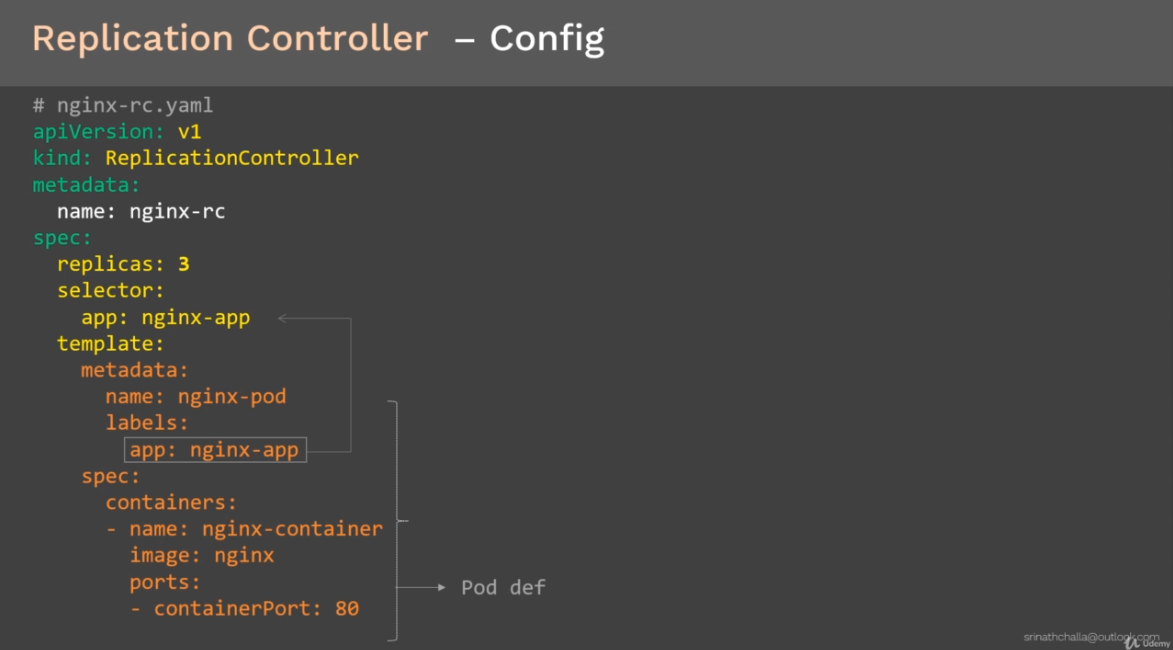 Replication Controller – Config
# nginx-rc.yaml
apiVersion: v1
kind: ReplicationController
metadata:
  name: nginx-rc
spec:
  replicas: 3
  selector:
    app: nginx-app
  template:
    metadata:
      name: nginx-pod
      labels:
        app: nginx-app
    spec:
      containers:
      - name: nginx-container
        image: nginx
        ports:
        - containerPort: 80
Pod def
srinathchalla@outlook.com
Udemy